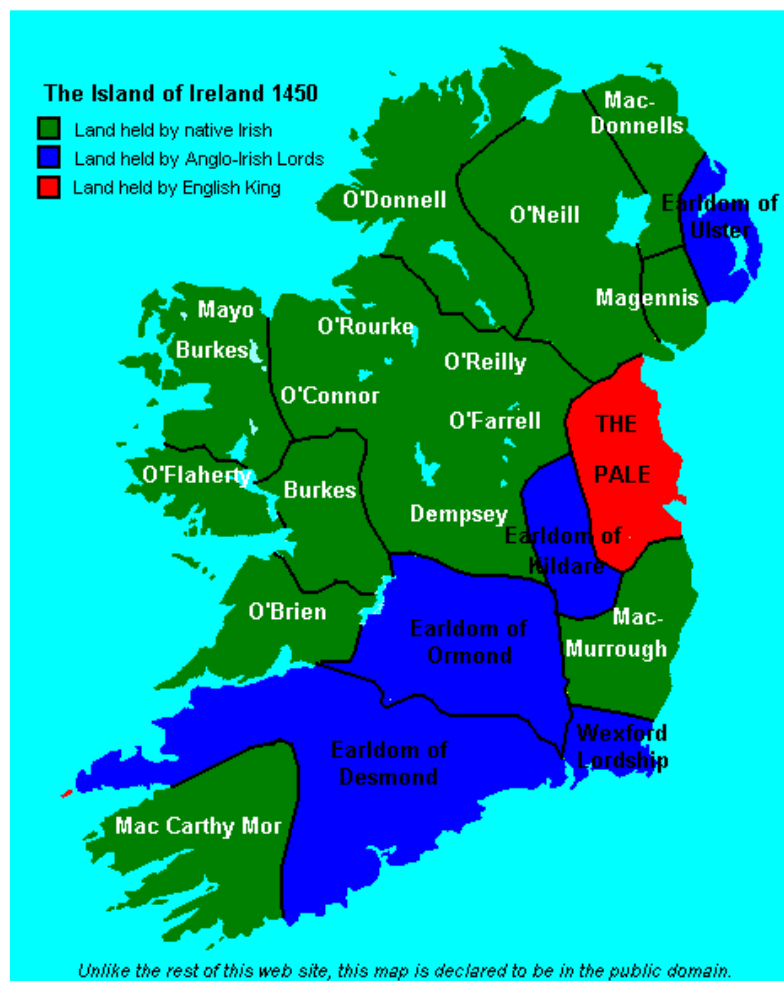 The Island of Ireland 1450
Land held by native Irish
Land held by Anglo-Irish Lords
Land held by English King
Mac-
Donnells
O'Donnell
O'Neill
Earldom of
Ulster
Magennis
Mayo
Burkes
O'Rourke
O'Reilly
O'Connor
O'Farrell
THE
PALE
O'Flaherty
Burkes
Dempsey
Earldom of
Kildare
O'Brien
Earldom of
Ormond
Mac-
Murrough
Wexford
Lordship
Earldom of
Desmond
Mac Carthy Mor
Unlike the rest of this web site, this map is declared to be in the public domain.